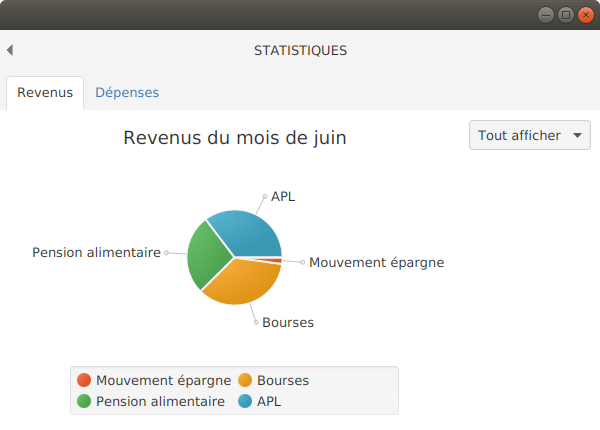 STATISTIQUES
Revenus Dépenses
Revenus du mois de juin
Tout afficher
APL
Pension alimentaire
Mouvement épargne
Bourses
Mouvement épargne Bourses
Pension alimentaire APL